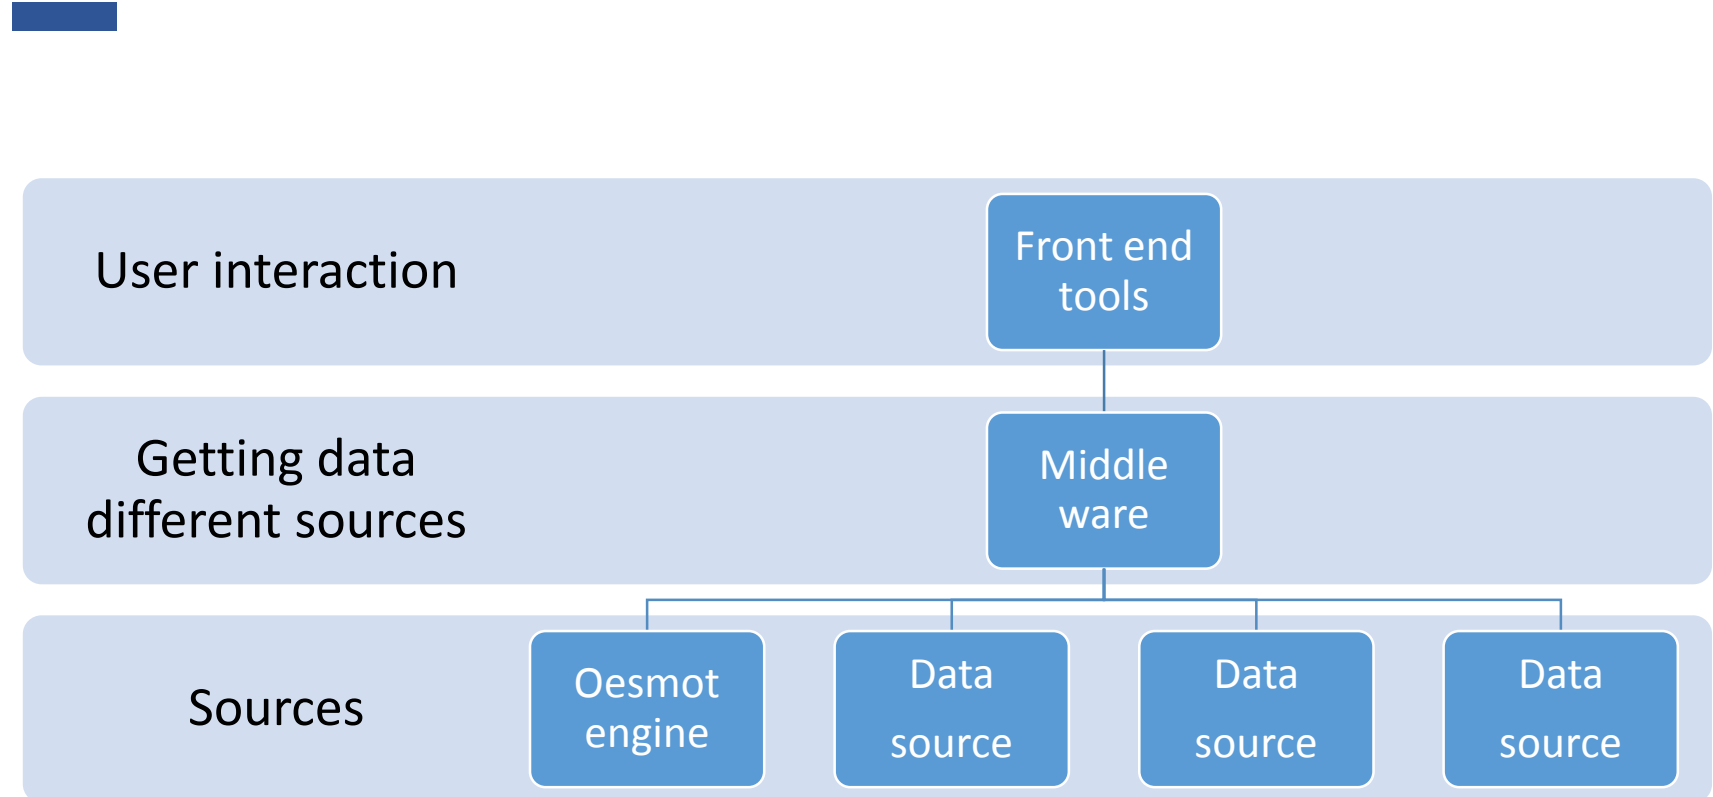 User interaction
Front end
tools
Getting data
different sources
Middle
ware
Sources
Oesmot
engine
Data
source
Data
source
Data
source